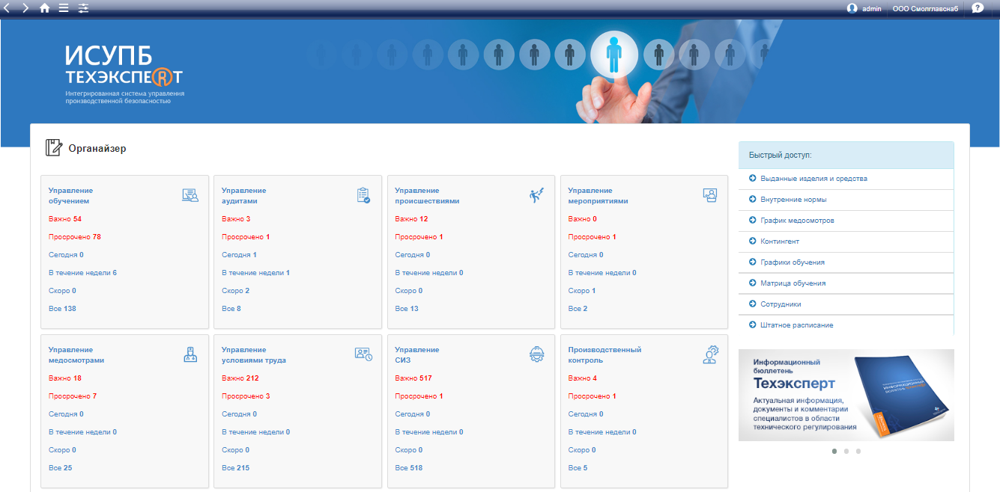 admin
ООО Смолглавснаб
ИСУПБ
ТЕХЭКСПЕRТ
Интегрированная система управления
производственной безопасностью
Органайзер
Управление
обучением
Важно 54
Просрочено 78
Сегодня 0
В течение недели 6
Скоро 0
Все 138
Управление
аудитами
Важно 3
Просрочено 1
Сегодня 1
В течение недели 1
Скоро 2
Все 8
Управление
происшествиями
Важно 12
Просрочено 1
Сегодня 0
В течение недели 0
Скоро 0
Все 13
Управление
мероприятиями
Важно 0
Просрочено 1
Сегодня 0
В течение недели 0
Скоро 1
Все 2
Управление
медосмотрами
Важно 18
Просрочено 7
Сегодня 0
В течение недели 0
Скоро 0
Все 25
Управление
условиями труда
Важно 212
Просрочено 3
Сегодня 0
В течение недели 0
Скоро 0
Все 215
Управление
СИЗ
Важно 517
Просрочено 1
Сегодня 0
В течение недели 0
Скоро 0
Все 518
Производственный
контроль
Важно 4
Просрочено 1
Сегодня 0
В течение недели 0
Скоро 0
Все 5
Быстрый доступ:
Выданные изделия и средства
Внутренние нормы
График медосмотров
Контингент
Графики обучения
Матрица обучения
Сотрудники
Штатное расписание
Информационный
бюллетень
Техэксперт
Актуальная информация,
документы и комментарии
специалистов в области
технического регулирования
ИНФОРМАЦИОННЫЙ
БЮЛЛЕТЕНЬ ТЕХЭКСПЕРТ